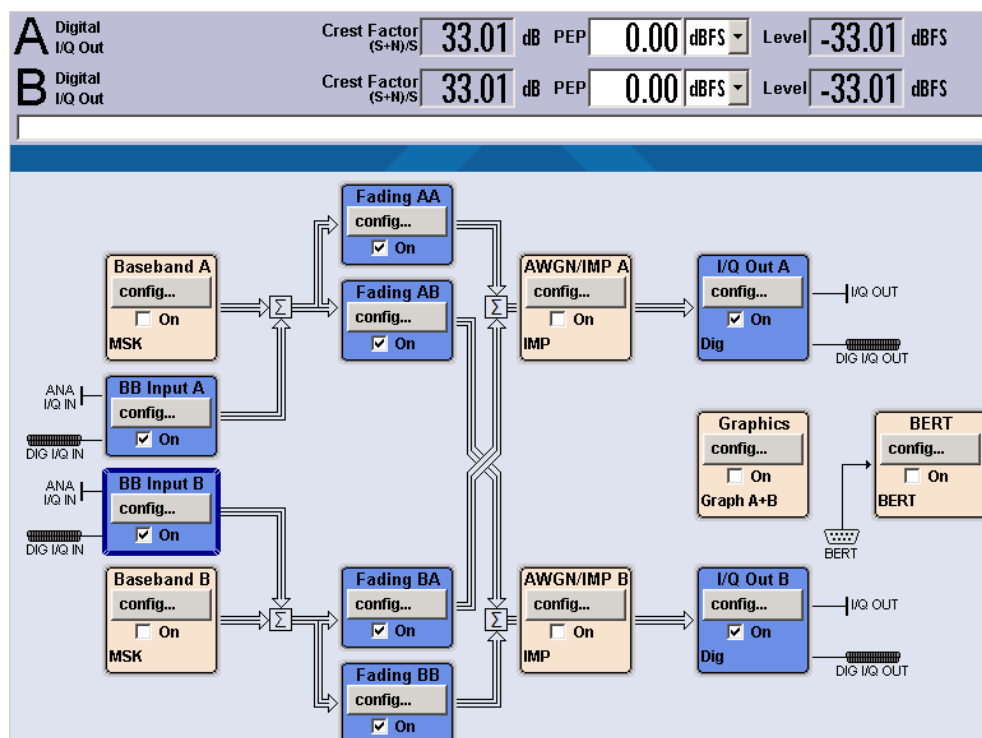 A Digital I/Q Out Crest Factor (S+N)/S 33.01 dB PEP 0.00 dBFS Level -33.01 dBFS
B Digital I/Q Out Crest Factor (S+N)/S 33.01 dB PEP 0.00 dBFS Level -33.01 dBFS
Fading AA
config...
On
Baseband A
config...
On
MSK
Fading AB
config...
On
AWGN/IMP A
config...
On
IMP
I/Q Out A
config...
On
Dig
I/Q OUT
DIG I/Q OUT
ANA I/Q IN
DIG I/Q IN
BB Input A
config...
On
ANA I/Q IN
DIG I/Q IN
BB Input B
config...
On
Graphics
config...
On
Graph A+B
BERT
config...
On
BERT
BERT
Baseband B
config...
On
MSK
Fading BA
config...
On
AWGN/IMP B
config...
On
IMP
I/Q Out B
config...
On
Dig
I/Q OUT
DIG I/Q OUT
Fading BB
config...
On